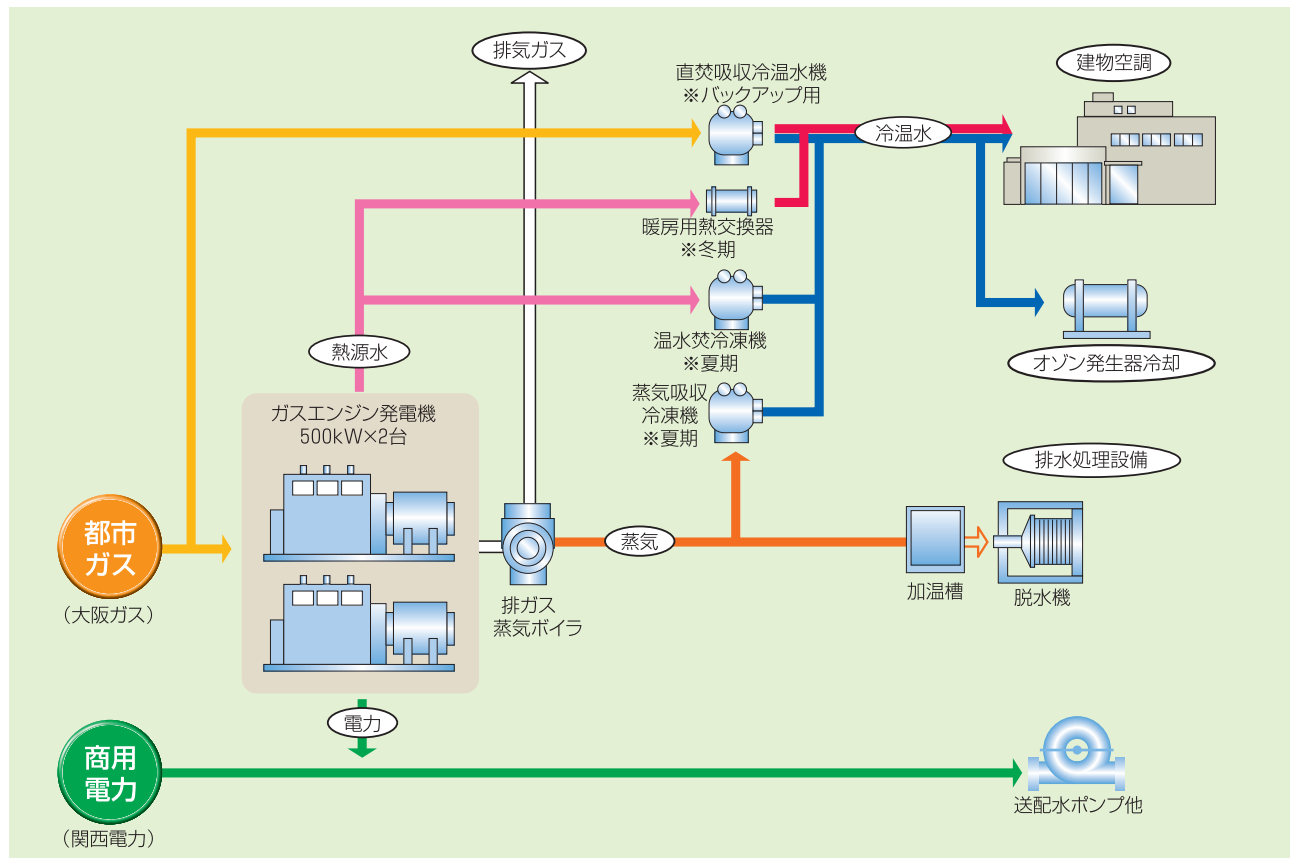 排気ガス
直焚吸収冷温水機
※バックアップ用
建物空調
冷温水
暖房用熱交換器
※冬期
熱源水
温水焚冷凍機
※夏期
オゾン発生器冷却
蒸気吸収
冷凍機
※夏期
ガスエンジン発電機
500kW×2台
排水処理設備
都市
ガス
(大阪ガス)
蒸気
排ガス
蒸気ボイラ
加温槽
脱水機
電力
商用
電力
(関西電力)
送配水ポンプ他